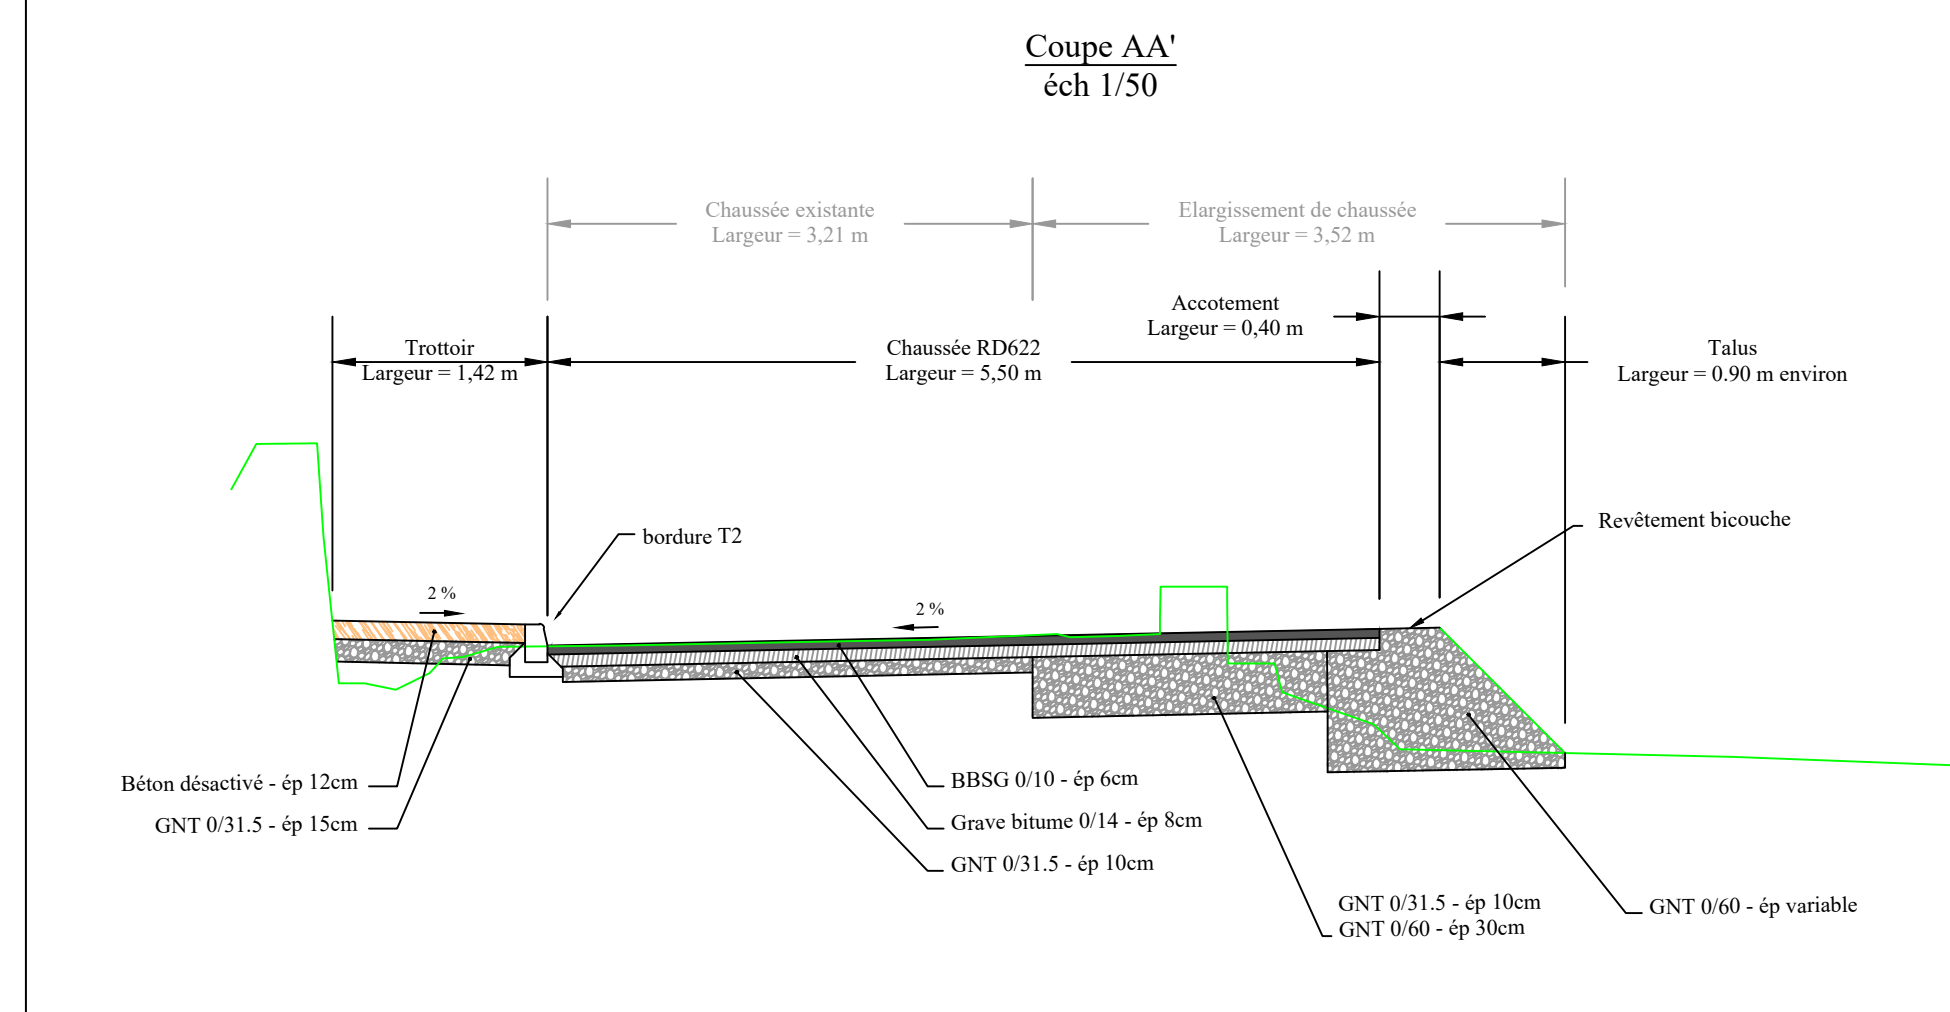 Coupe AA'
éch 1/50
Chaussée existante
Largeur = 3,21 m
Elargissement de chaussée
Largeur = 3,52 m
Accotement
Largeur = 0,40 m
Trottoir
Largeur = 1,42 m
Chaussée RD622
Largeur = 5,50 m
Talus
Largeur = 0.90 m environ
bordure T2
Revêtement bicouche
2 %
2 %
Béton désactivé - ép 12cm
GNT 0/31.5 - ép 15cm
BBSG 0/10 - ép 6cm
Grave bitume 0/14 - ép 8cm
GNT 0/31.5 - ép 10cm
GNT 0/31.5 - ép 10cm
GNT 0/60 - ép 30cm
GNT 0/60 - ép variable